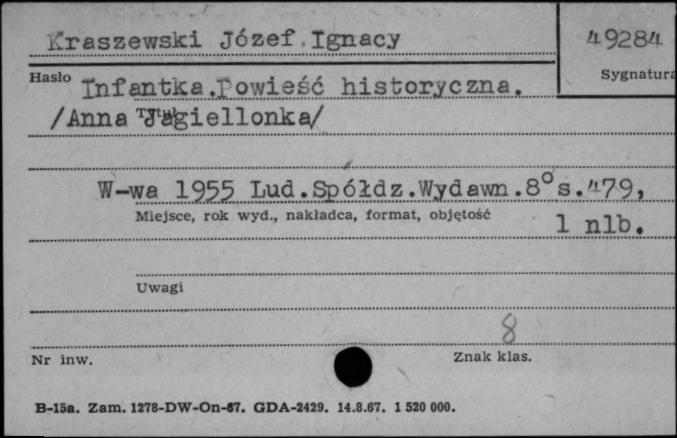 Kraszewski Józef Ignacy
49284
Hasło
Sygnatura
Infantka.Powieść historyczna.
Tytuł
/Anna Jagiellonka/
W-wa 1955 Lud.Spółdz.Wydawn.8° s.479,
Miejsce, rok wyd., nakładca, format, objętość
1 nlb.
Uwagi
8
Nr inw.
Znak klas.
B-15a. Zam. 1278-DW-On-67. GDA-2429. 14.8.67. 1 520 000.